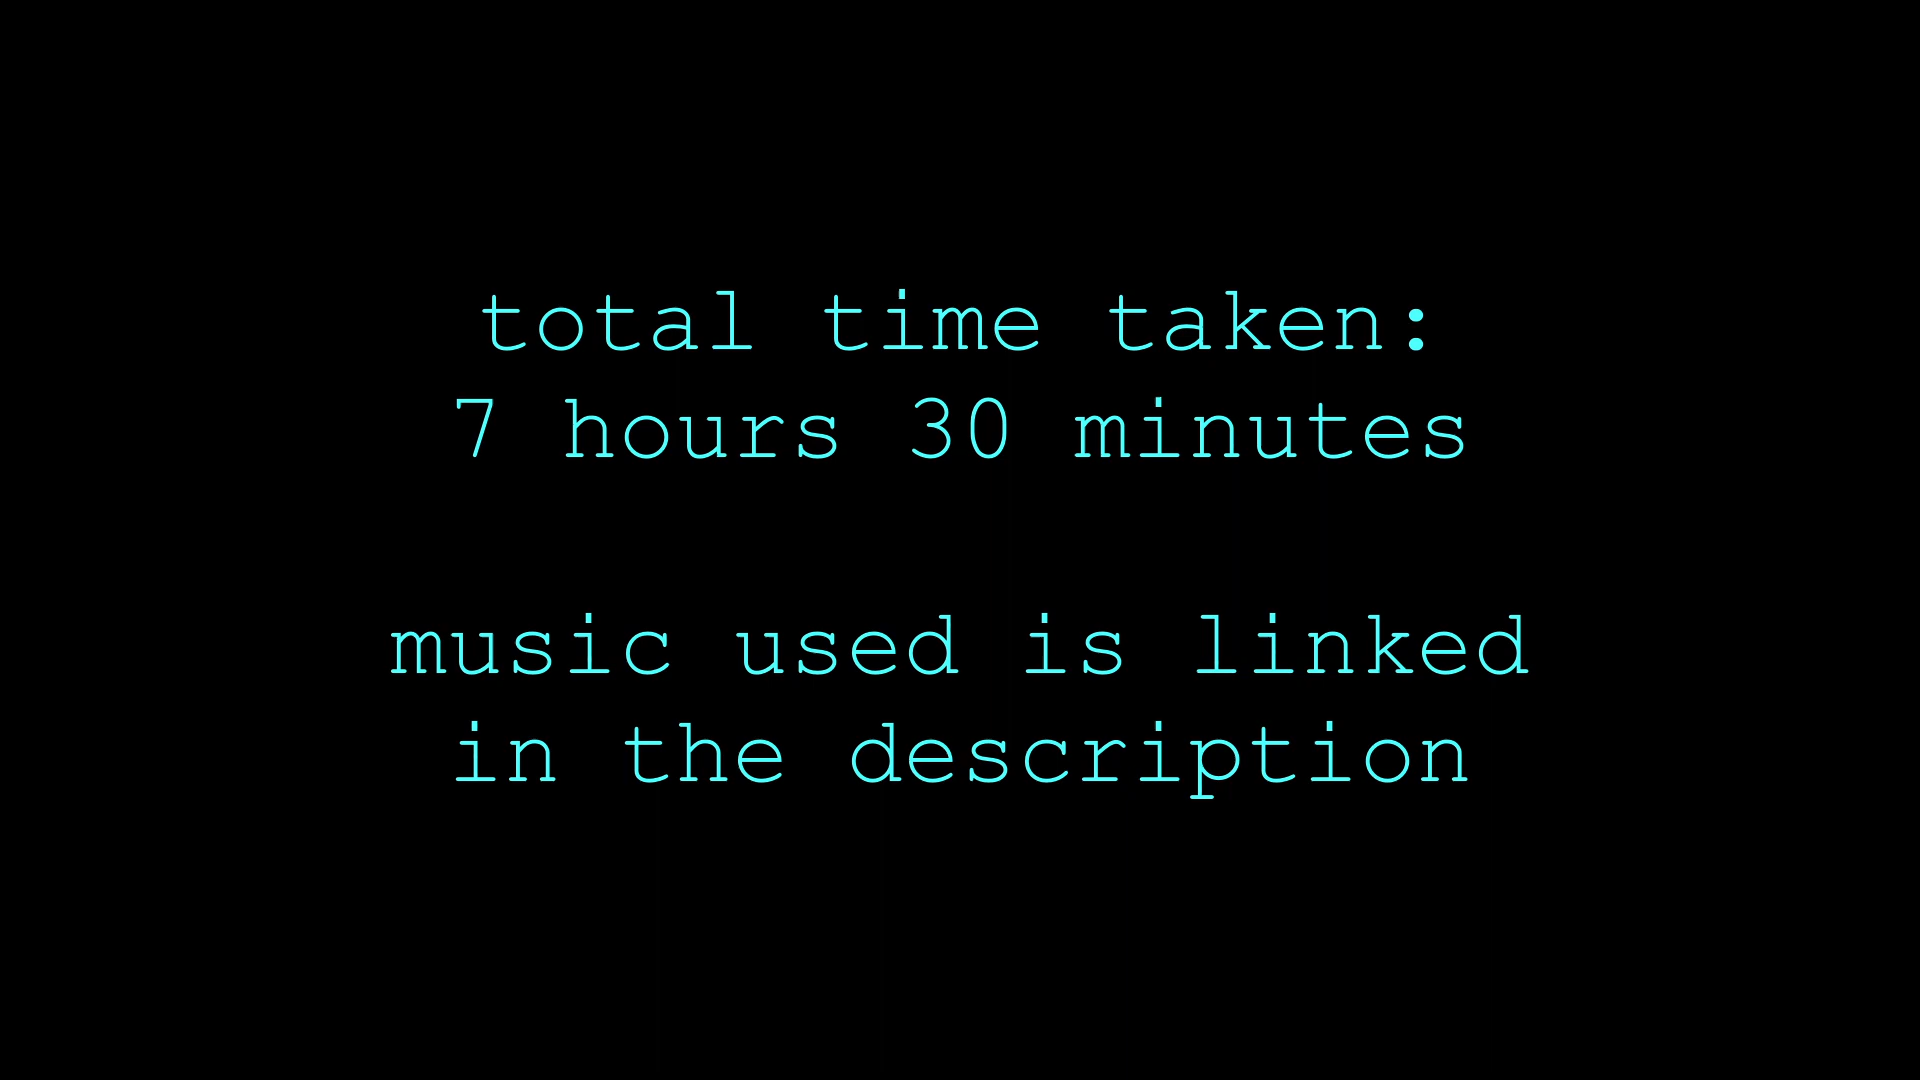 total time taken:
7 hours 30 minutes
music used is linked
in the description